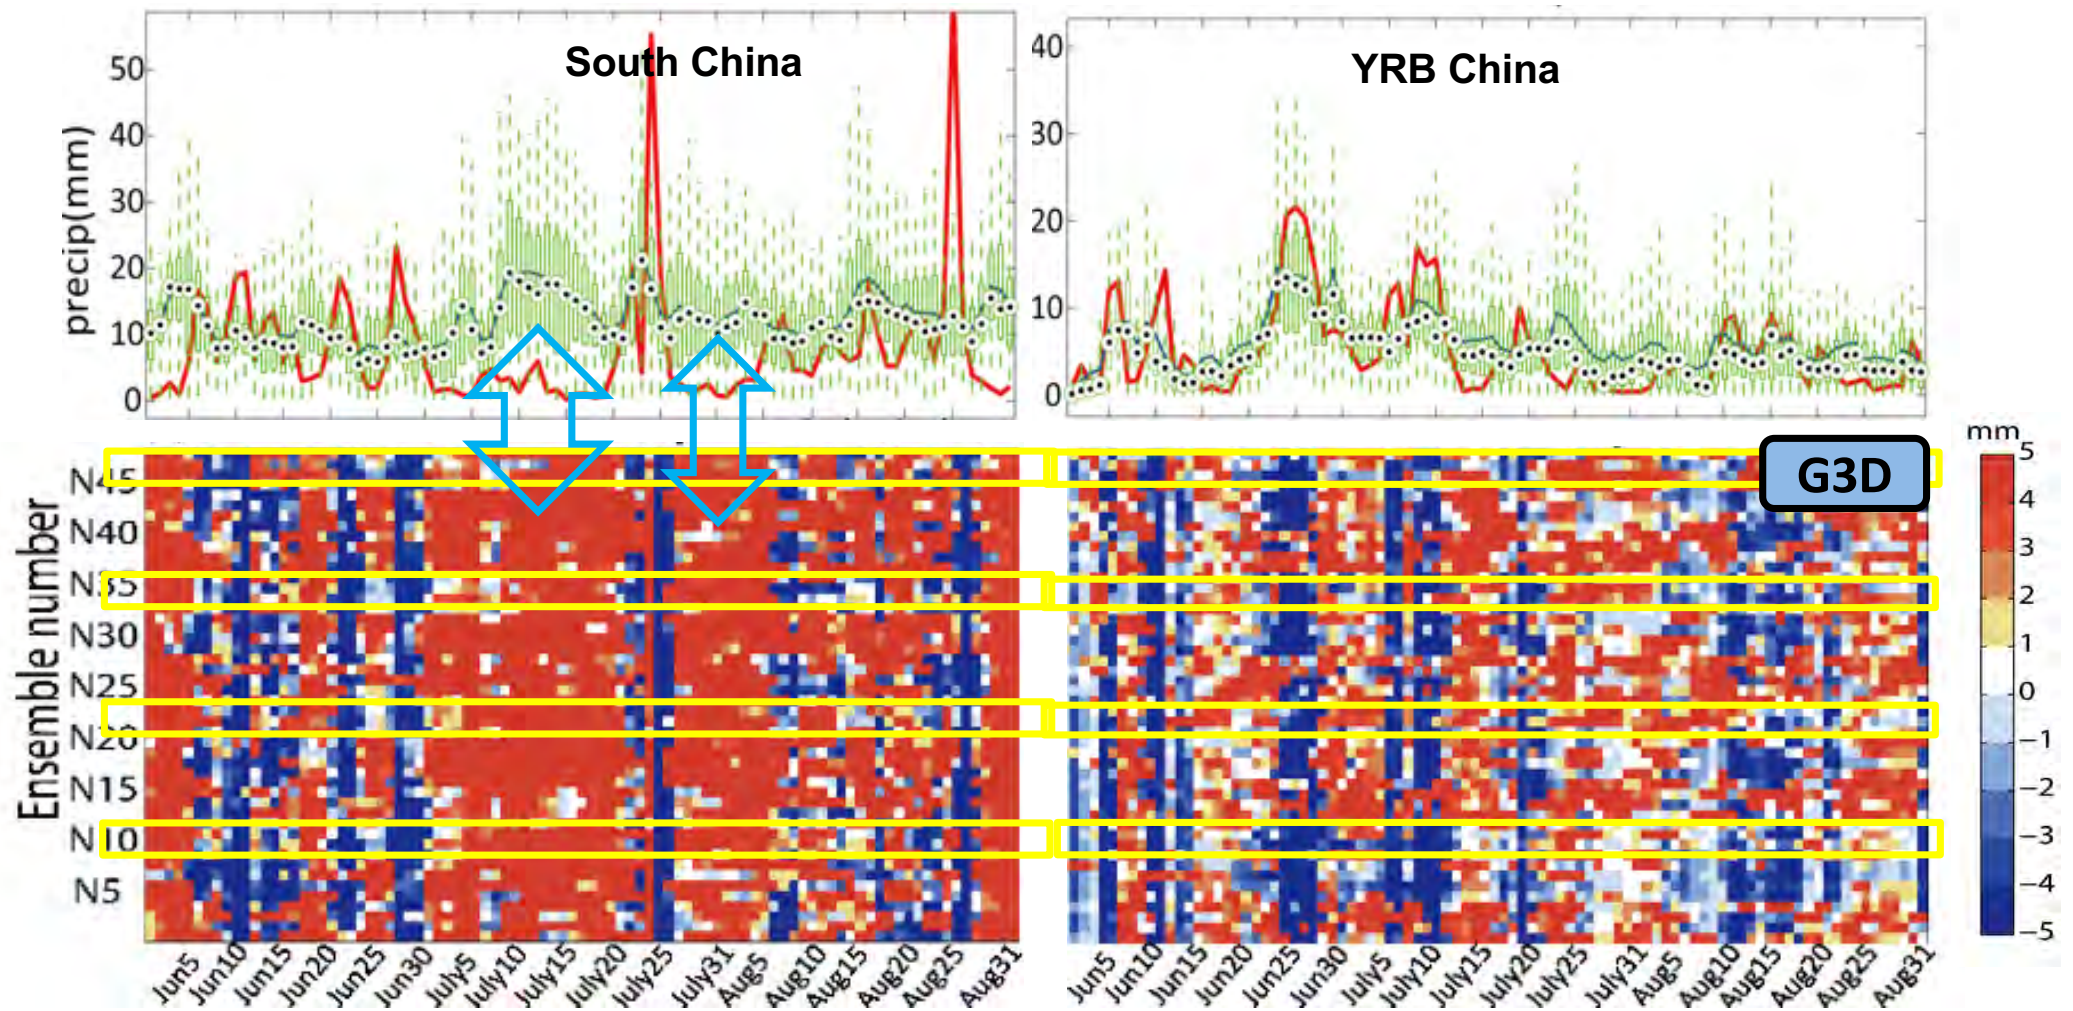 South China
YRB China
precip(mm)
50
40
30
20
10
0
40
30
20
10
0
G3D
Ensemble number
N45
N40
N35
N30
N25
N20
N15
N10
N5
mm
5
4
3
2
1
0
−1
−2
−3
−4
−5
Jun5 Jun10 Jun15 Jun20 Jun25 Jun30 July5 July10 July15 July20 July25 July31 Aug5 Aug10 Aug15 Aug20 Aug25 Aug31
Jun5 Jun10 Jun15 Jun20 Jun25 Jun30 July5 July10 July15 July20 July25 July31 Aug5 Aug10 Aug15 Aug20 Aug25 Aug31